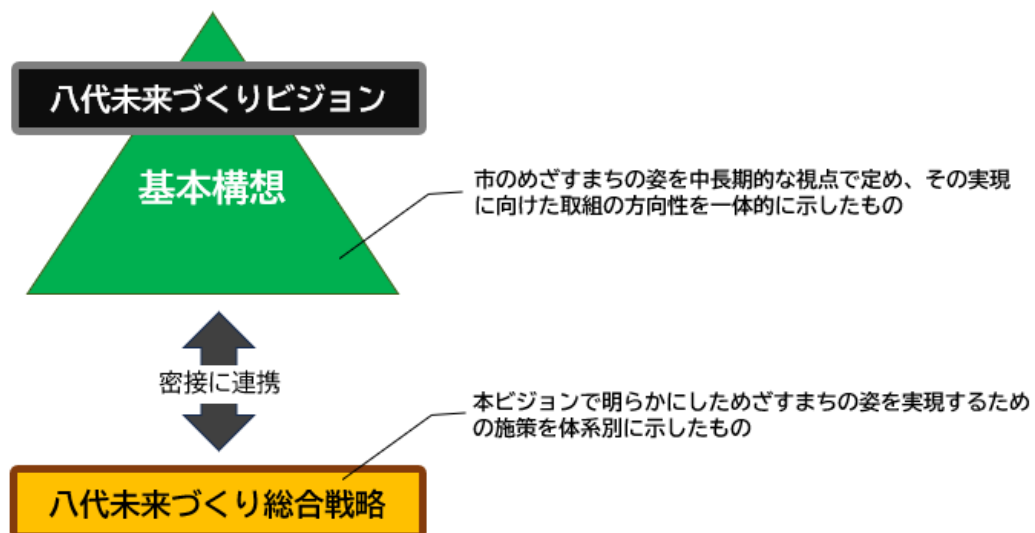 八代未来づくりビジョン
基本構想
市のめざすまちの姿を中長期的な視点で定め、その実現
に向けた取組の方向性を一体的に示したもの
密接に連携
本ビジョンで明らかにしためざすまちの姿を実現するため
の施策を体系別に示したもの
八代未来づくり総合戦略